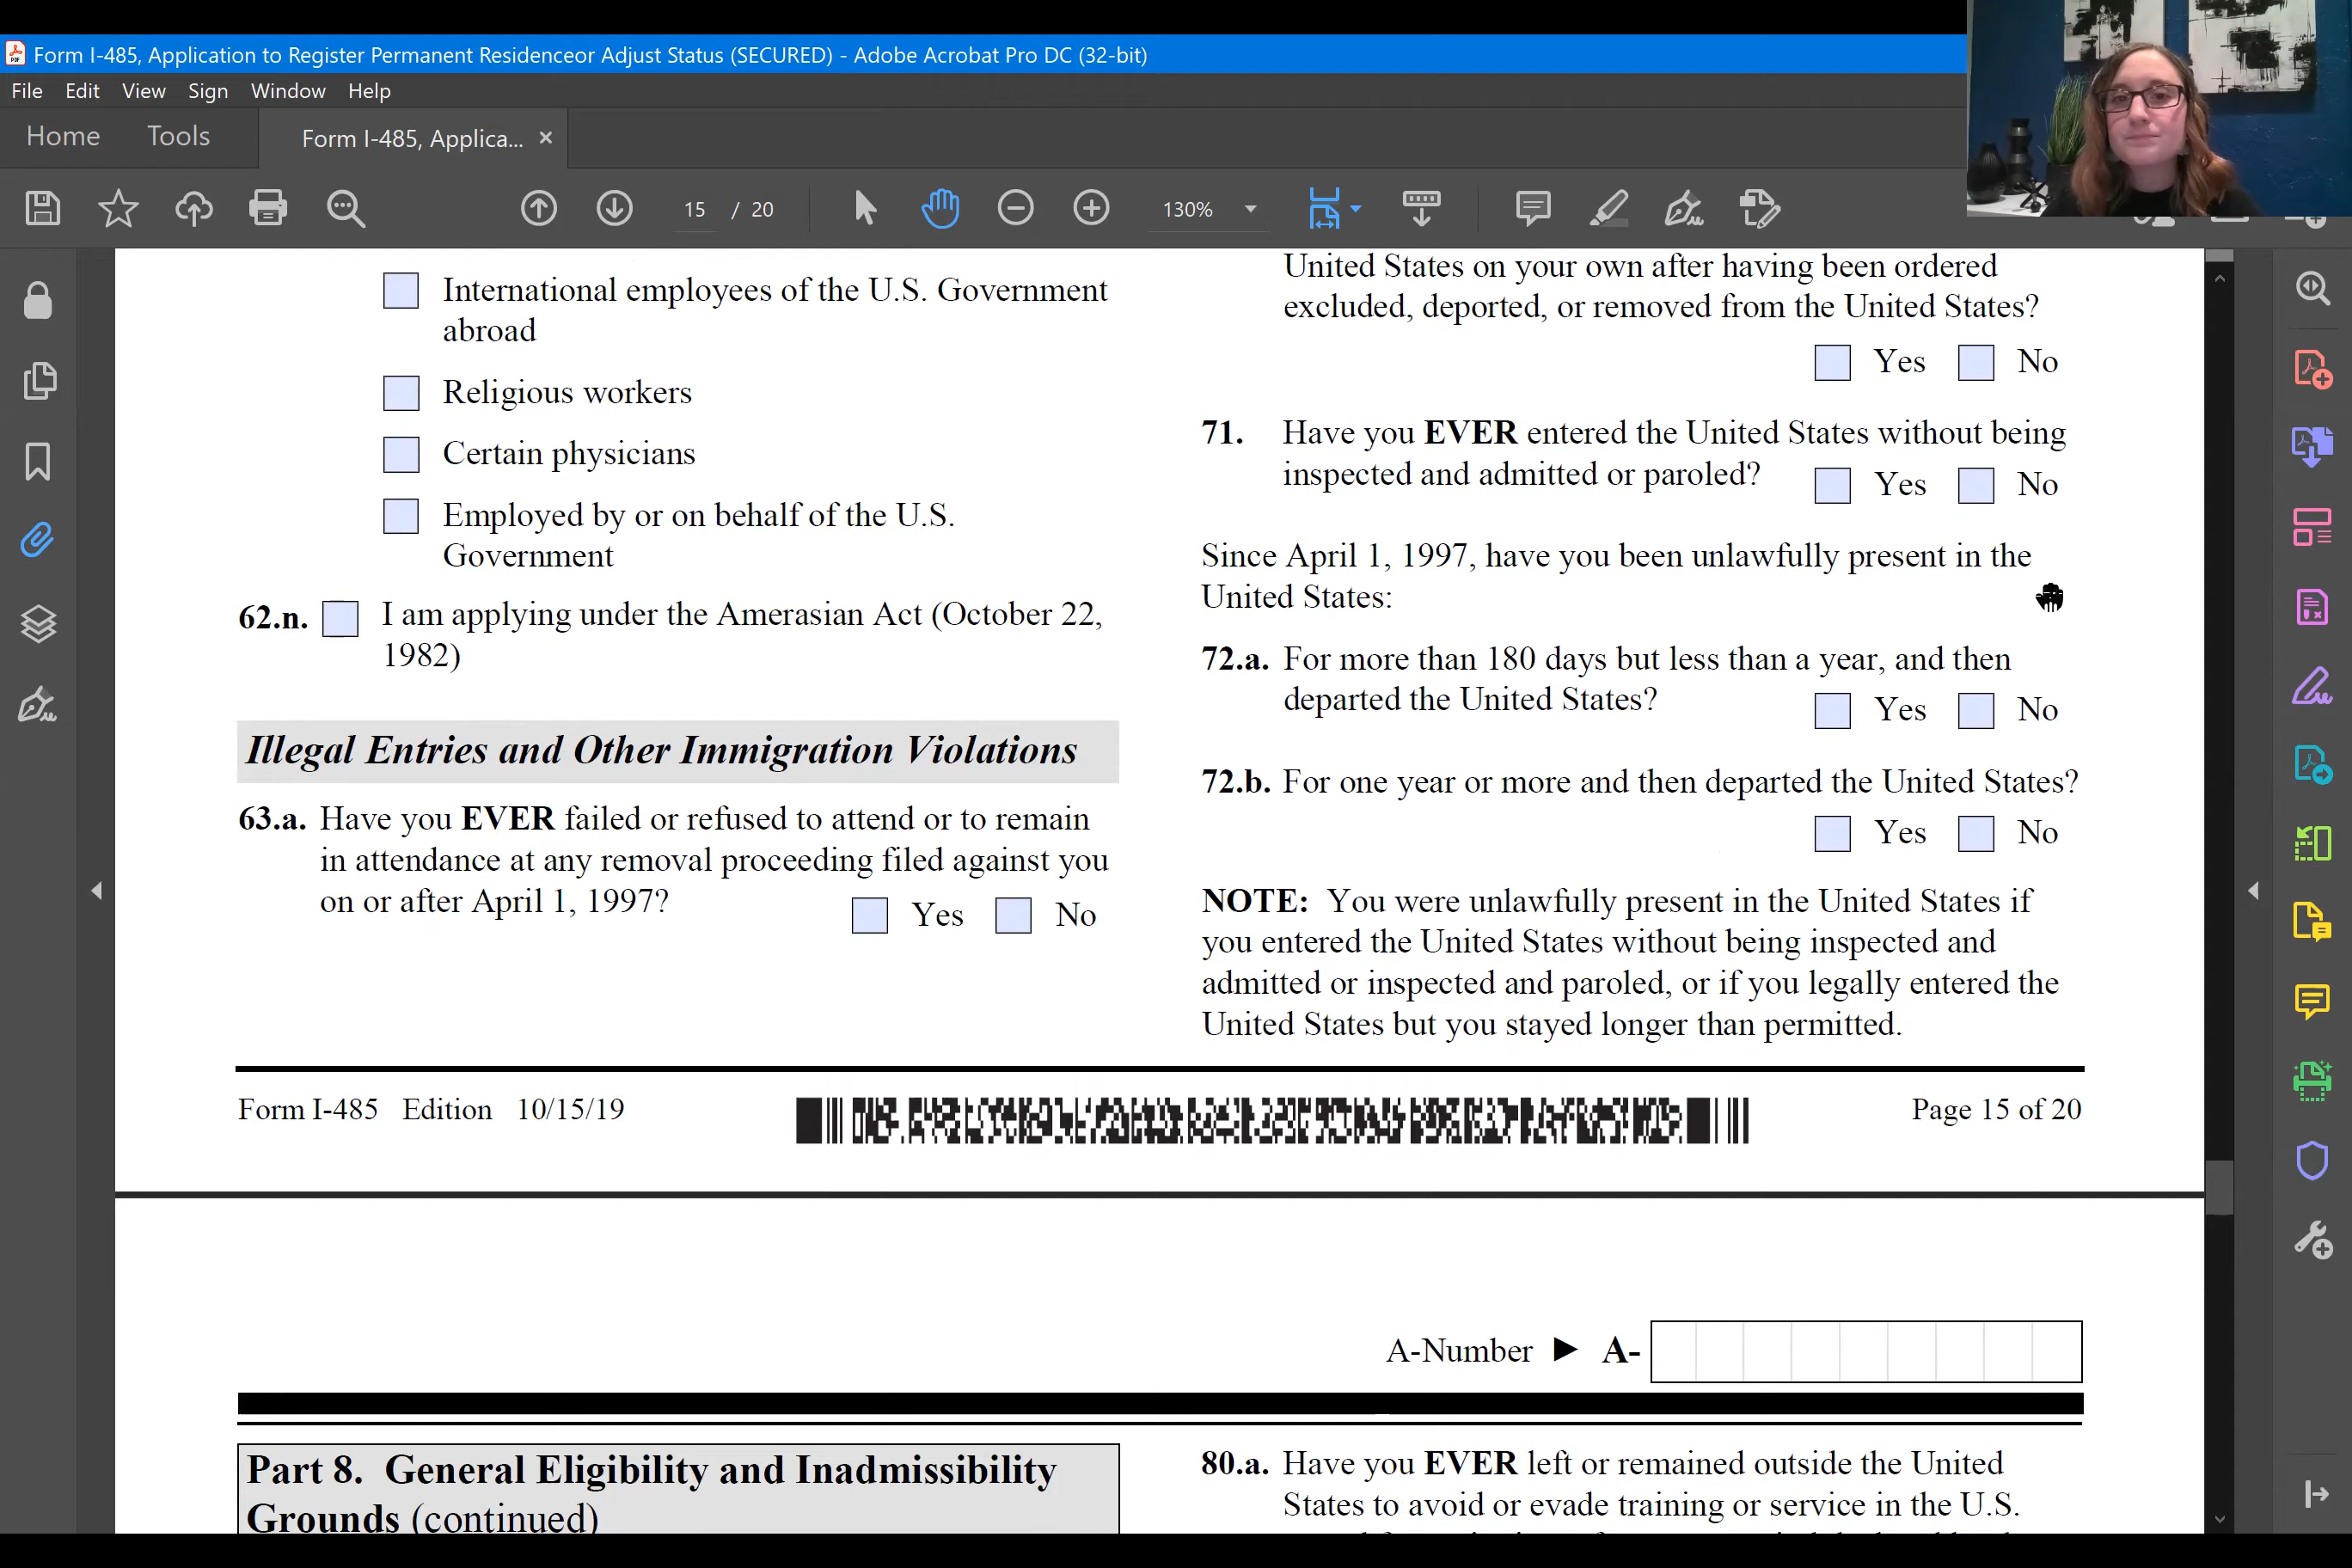 Form I-485, Application to Register Permanent Residenceor Adjust Status (SECURED) - Adobe Acrobat Pro DC (32-bit)
File Edit View Sign Window Help
Home Tools Form I-485, Applica... ×
15 / 20 130%
International employees of the U.S. Government
abroad
Religious workers
Certain physicians
Employed by or on behalf of the U.S.
Government
62.n. I am applying under the Amerasian Act (October 22,
1982)
Illegal Entries and Other Immigration Violations
63.a. Have you EVER failed or refused to attend or to remain
in attendance at any removal proceeding filed against you
on or after April 1, 1997? Yes No
United States on your own after having been ordered
excluded, deported, or removed from the United States?
Yes No
71. Have you EVER entered the United States without being
inspected and admitted or paroled? Yes No
Since April 1, 1997, have you been unlawfully present in the
United States:
72.a. For more than 180 days but less than a year, and then
departed the United States? Yes No
72.b. For one year or more and then departed the United States?
Yes No
NOTE: You were unlawfully present in the United States if
you entered the United States without being inspected and
admitted or inspected and paroled, or if you legally entered the
United States but you stayed longer than permitted.
Form I-485 Edition 10/15/19 Page 15 of 20
A-Number ► A-
Part 8. General Eligibility and Inadmissibility
Grounds (continued)
80.a. Have you EVER left or remained outside the United
States to avoid or evade training or service in the U.S.